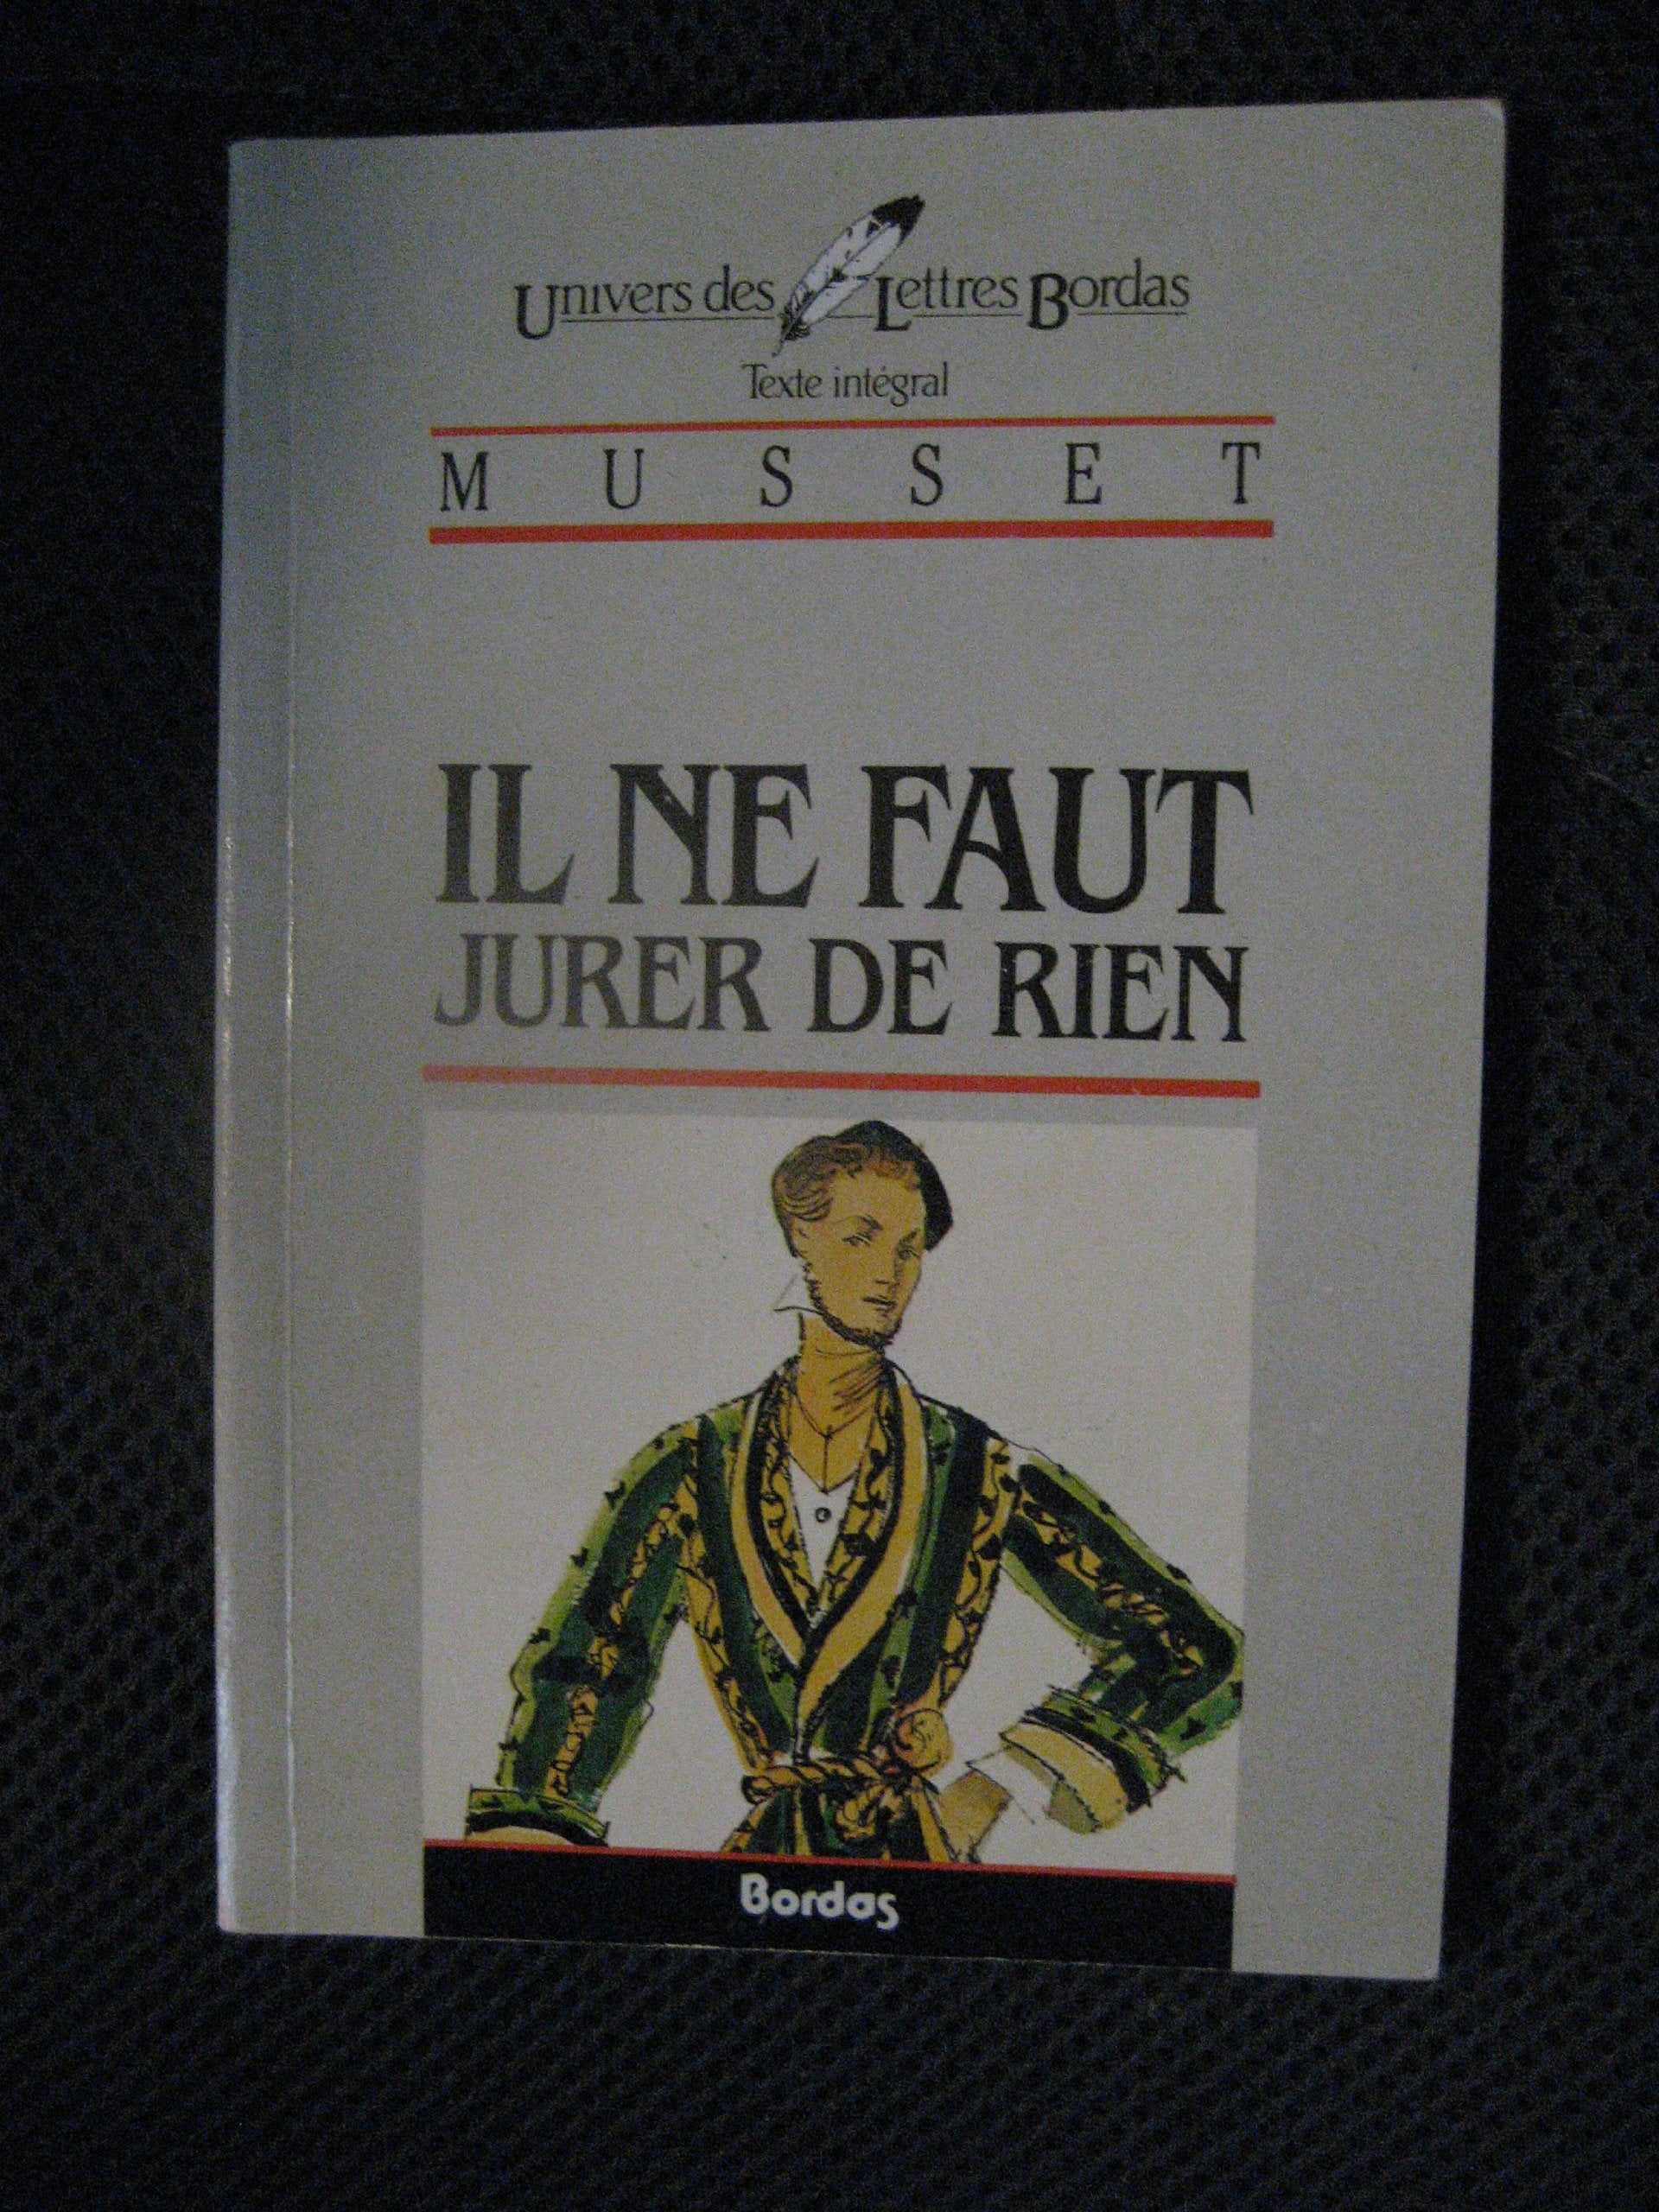 Univers des Lettres Bordas
Texte intégral
MUSSET
IL NE FAUT
JURER DE RIEN
Bordas